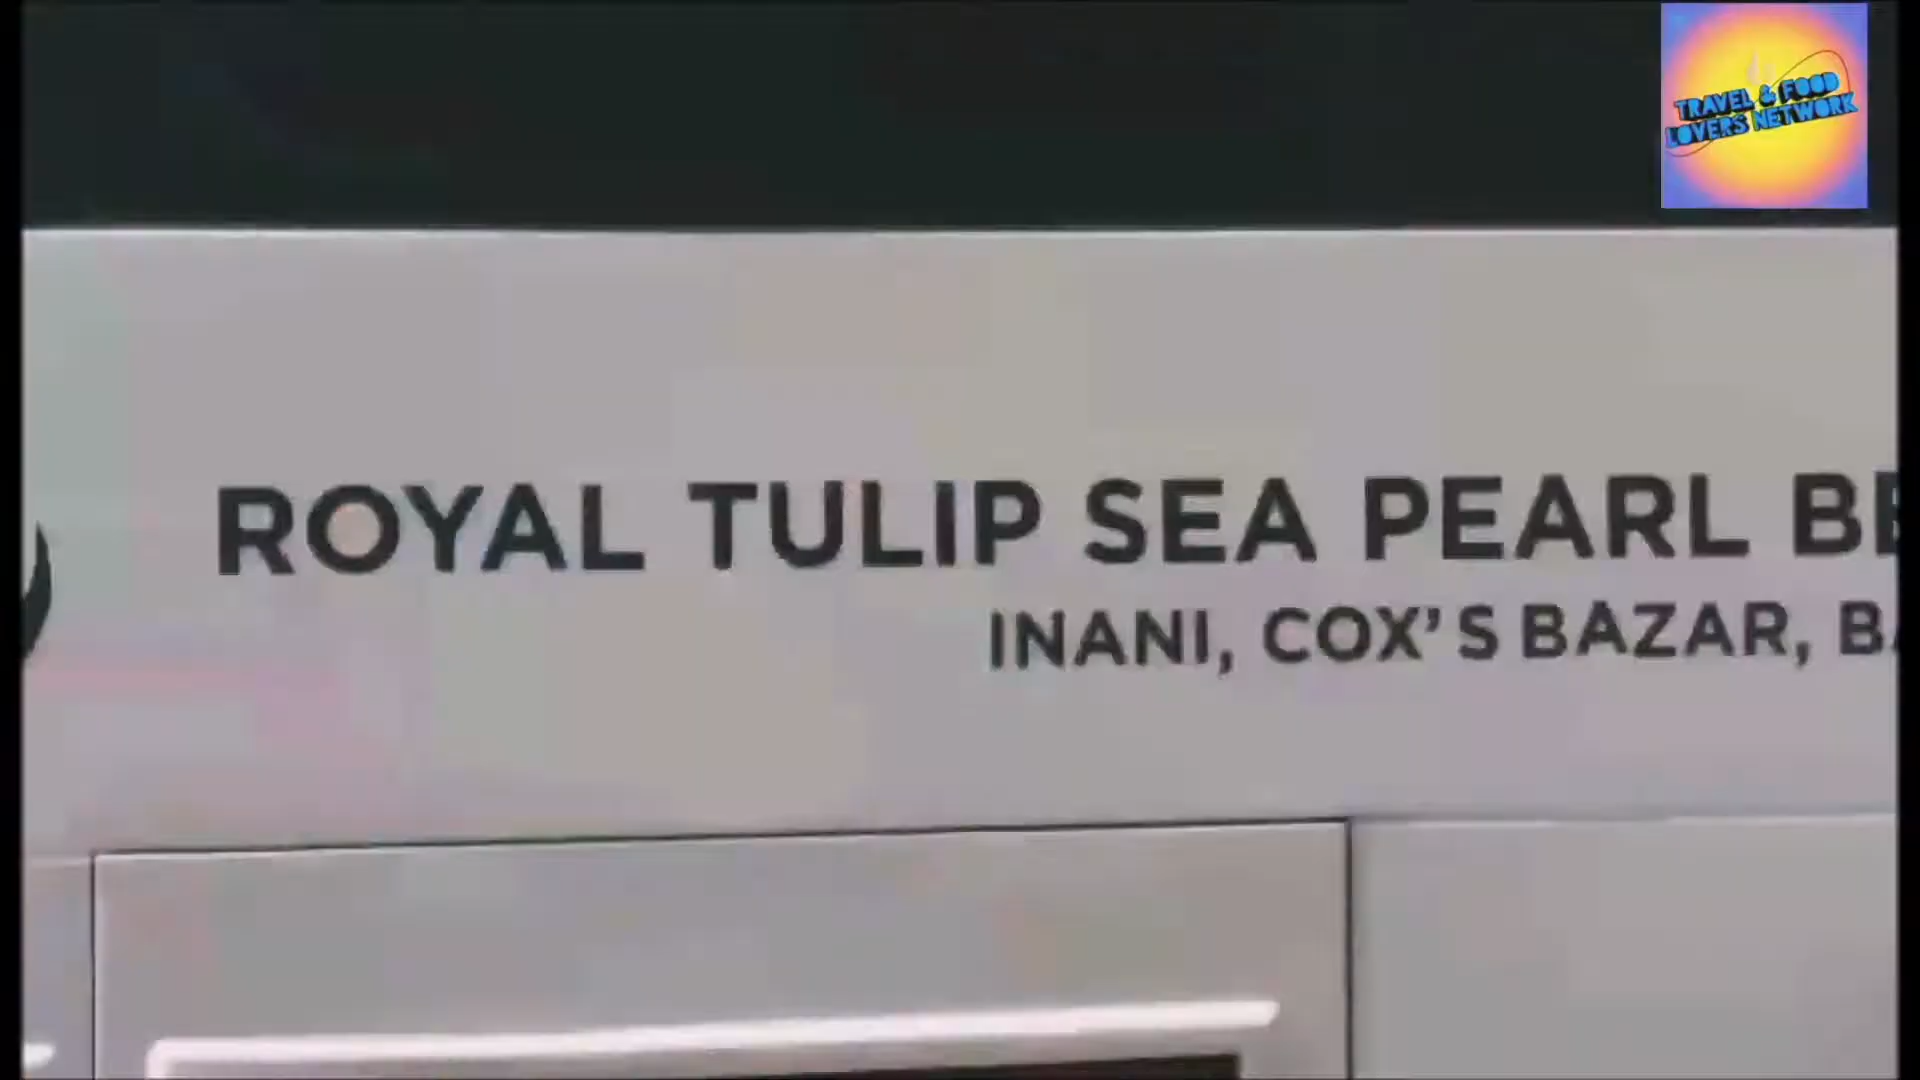 TRAVEL & FOOD
LOVERS NETWORK
ROYAL TULIP SEA PEARL
INANI, COX'S BAZAR,